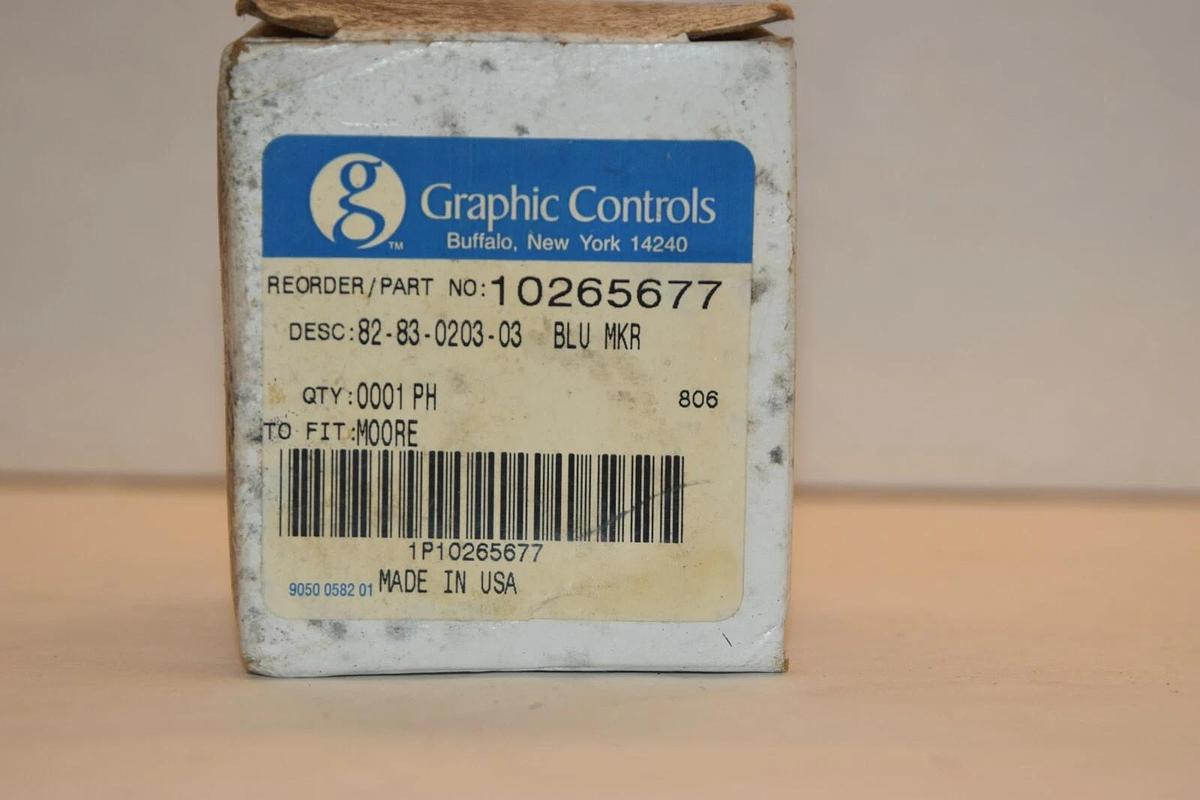 g TM
Graphic Controls
Buffalo, New York 14240
REORDER/PART NO:10265677
DESC:82-83-0203-03 BLU MKR
QTY:0001 PH 806
TO FIT:MOORE
1P10265677
9050 0582 01 MADE IN USA